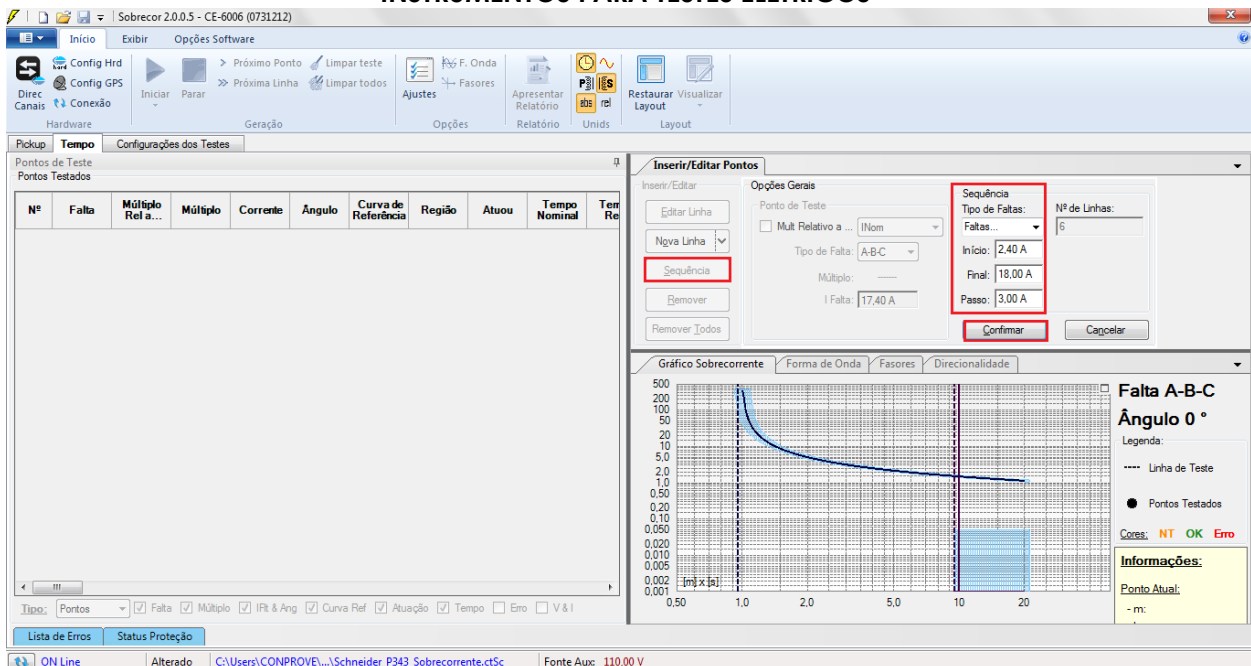 INSTRUMENTOS PARA TESTES ELÉTRICOS
Sobrecor 2.0.0.5 - CE-6006 (0731212)
Início Exibir Opções Software
Direc Canais
Config Hrd
Config GPS
Conexão
Hardware
Iniciar
Parar
Próximo Ponto
Próxima Linha
Limpar teste
Limpar todos
Geração
Ajustes
F. Onda
Fasores
Opções
Apresentar Relatório
Relatório
abs rel
Unids
Restaurar Layout
Visualizar
Layout
Pickup Tempo Configurações dos Testes
Pontos de Teste
Pontos Testados
Nº Falta Múltiplo Rel a... Múltiplo Corrente Ângulo Curva de Referência Região Atuou Tempo Nominal
Tipo: Pontos Falta Múltiplo IFlt & Ang Curva Ref Atuação Tempo Erro V & I
Inserir/Editar Pontos
Inserir/Editar
Editar Linha
Nova Linha
Sequência
Remover
Remover Todos
Opções Gerais
Ponto de Teste
Mult Relativo a ... INom
Tipo de Falta: A-B-C
Múltiplo: ——
I Falta: 17,40 A
Sequência
Tipo de Faltas:
Faltas...
Início: 2,40 A
Final: 18,00 A
Passo: 3,00 A
Nº de Linhas:
6
Confirmar
Cancelar
Gráfico Sobrecorrente Forma de Onda Fasores Direcionalidade
500
200
100
50
20
10
5,0
2,0
1,0
0,50
0,20
0,10
0,050
0,020
0,010
0,005
0,002
0,001
[m] x [s]
0,50 1,0 2,0 5,0 10 20
Falta A-B-C
Ângulo 0 °
Legenda:
---- Linha de Teste
Pontos Testados
Cores: NT OK Erro
Informações:
Ponto Atual:
- m:
Lista de Erros Status Proteção
ON Line Alterado C:\Users\CONPROVE\...\Schneider P343 Sobrecorrente.ctSc Fonte Aux: 110.00 V